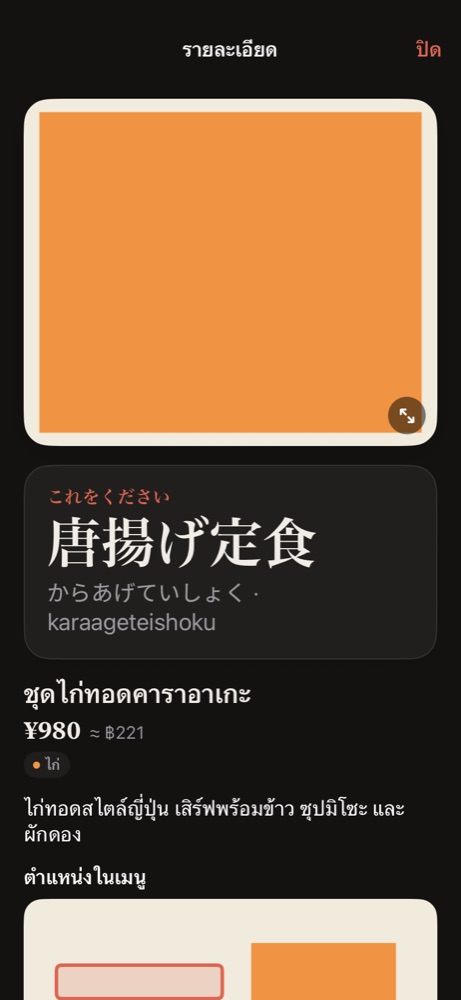 รายละเอียด
ปิด
これをください
唐揚げ定食
からあげていしょく ·
karaageteishoku
ชุดไก่ทอดคาราอาเกะ
¥980 ≈ ฿221
ไก่
ไก่ทอดสไตล์ญี่ปุ่น เสิร์ฟพร้อมข้าว ซุปมิโซะ และ
ผักดอง
ตำแหน่งในเมนู